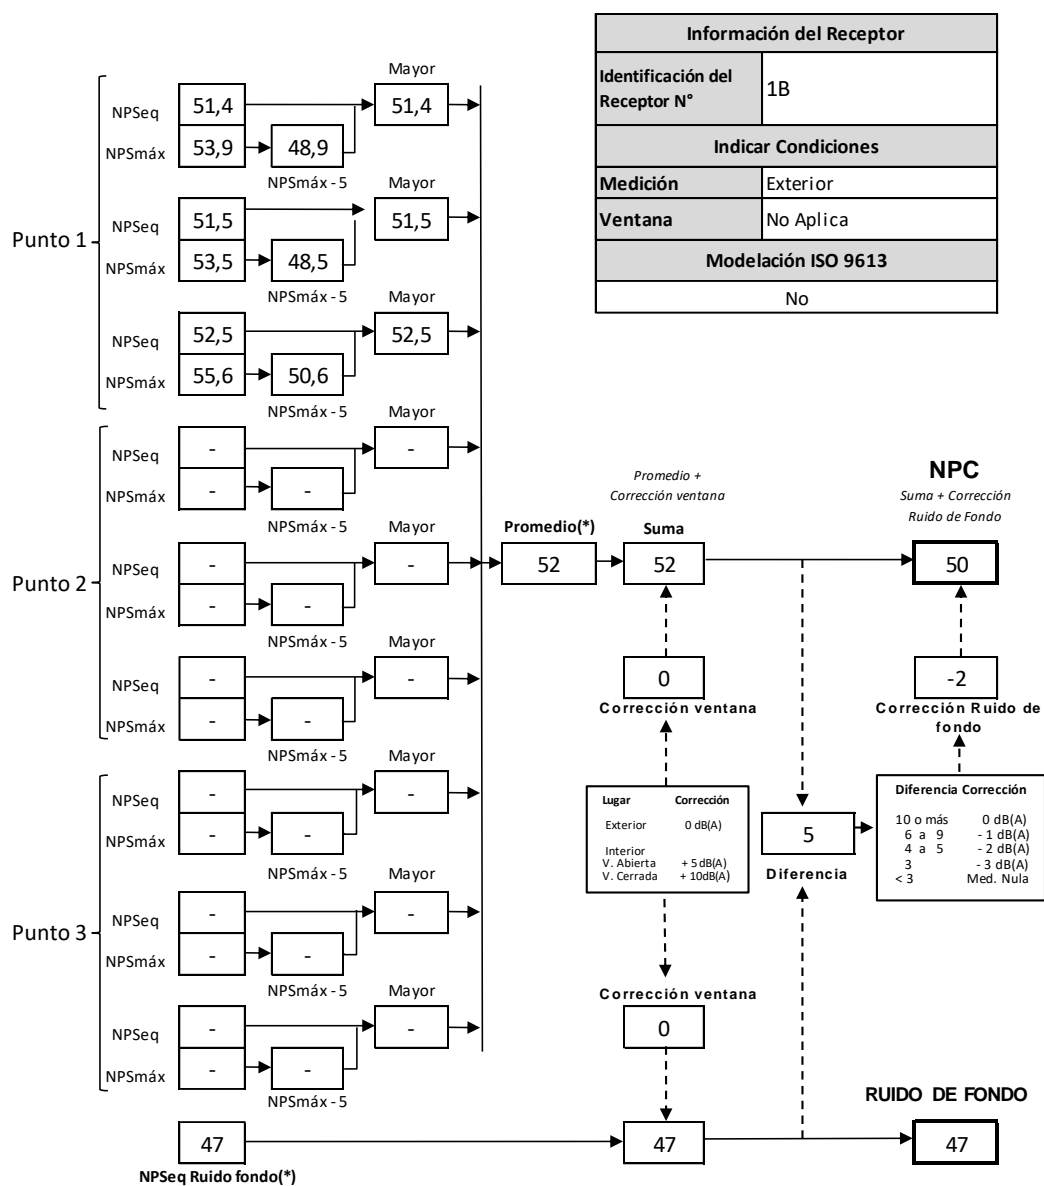 Información del Receptor
Identificación del Receptor N°
1B
Indicar Condiciones
Medición
Exterior
Ventana
No Aplica
Modelación ISO 9613
No
Punto 1
Mayor
NPSeq
51,4
51,4
NPSmáx
53,9
48,9
NPSmáx - 5
Mayor
NPSeq
51,5
51,5
NPSmáx
53,5
48,5
NPSmáx - 5
Mayor
NPSeq
52,5
52,5
NPSmáx
55,6
50,6
NPSmáx - 5
Punto 2
Mayor
NPSeq
-
-
NPSmáx
-
-
NPSmáx - 5
Mayor
NPSeq
-
-
NPSmáx
-
-
NPSmáx - 5
Mayor
NPSeq
-
-
NPSmáx
-
-
NPSmáx - 5
Punto 3
Mayor
NPSeq
-
-
NPSmáx
-
-
NPSmáx - 5
Mayor
NPSeq
-
-
NPSmáx
-
-
NPSmáx - 5
Mayor
NPSeq
-
-
NPSmáx
-
-
NPSmáx - 5
47
NPSeq Ruido fondo(*)
Promedio(*)
52
Promedio +
Corrección ventana
Suma
52
0
Corrección ventana
Lugar Corrección
Exterior 0 dB(A)
Interior
V. Abierta + 5 dB(A)
V. Cerrada + 10dB(A)
Corrección ventana
0
47
5
Diferencia
NPC
Suma + Corrección
Ruido de Fondo
50
-2
Corrección Ruido de
fondo
Diferencia Corrección
10 o más 0 dB(A)
6 a 9 - 1 dB(A)
4 a 5 - 2 dB(A)
3 - 3 dB(A)
< 3 Med. Nula
RUIDO DE FONDO
47